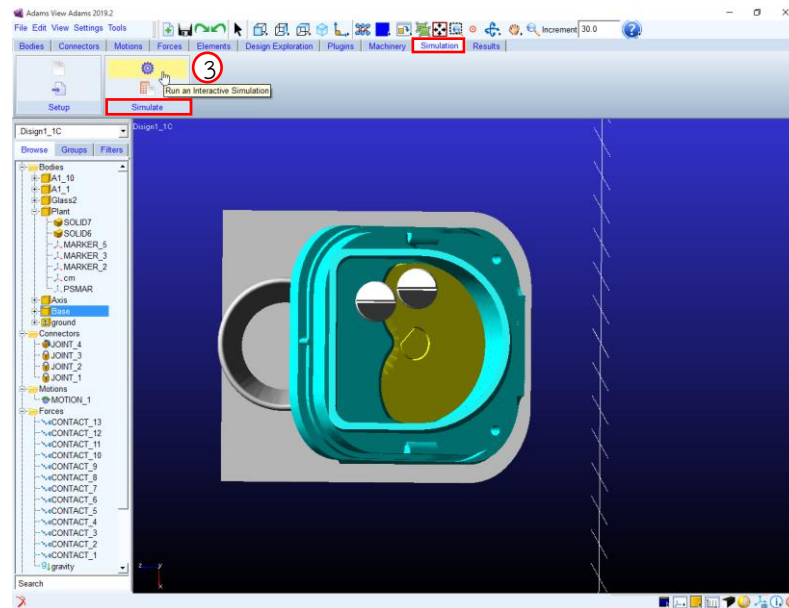 Adams View Adams 2019.2
File Edit View Settings Tools
Increment 30.0
Bodies Connectors Motions Forces Elements Design Exploration Plugins Machinery Simulation Results
3
Run an Interactive Simulation
Setup Simulate
Disign1_1C
Disign1_1C
Browse Groups Filters
Bodies
A1_10
A1_1
Glass2
Plant
SOLID7
SOLID6
MARKER_5
MARKER_3
MARKER_2
cm
PSMAR
Axis
Base
ground
Connectors
JOINT_4
JOINT_3
JOINT_2
JOINT_1
Motions
MOTION_1
Forces
CONTACT_13
CONTACT_12
CONTACT_11
CONTACT_10
CONTACT_9
CONTACT_8
CONTACT_7
CONTACT_6
CONTACT_5
CONTACT_4
CONTACT_3
CONTACT_2
CONTACT_1
gravity
z y
x
Search